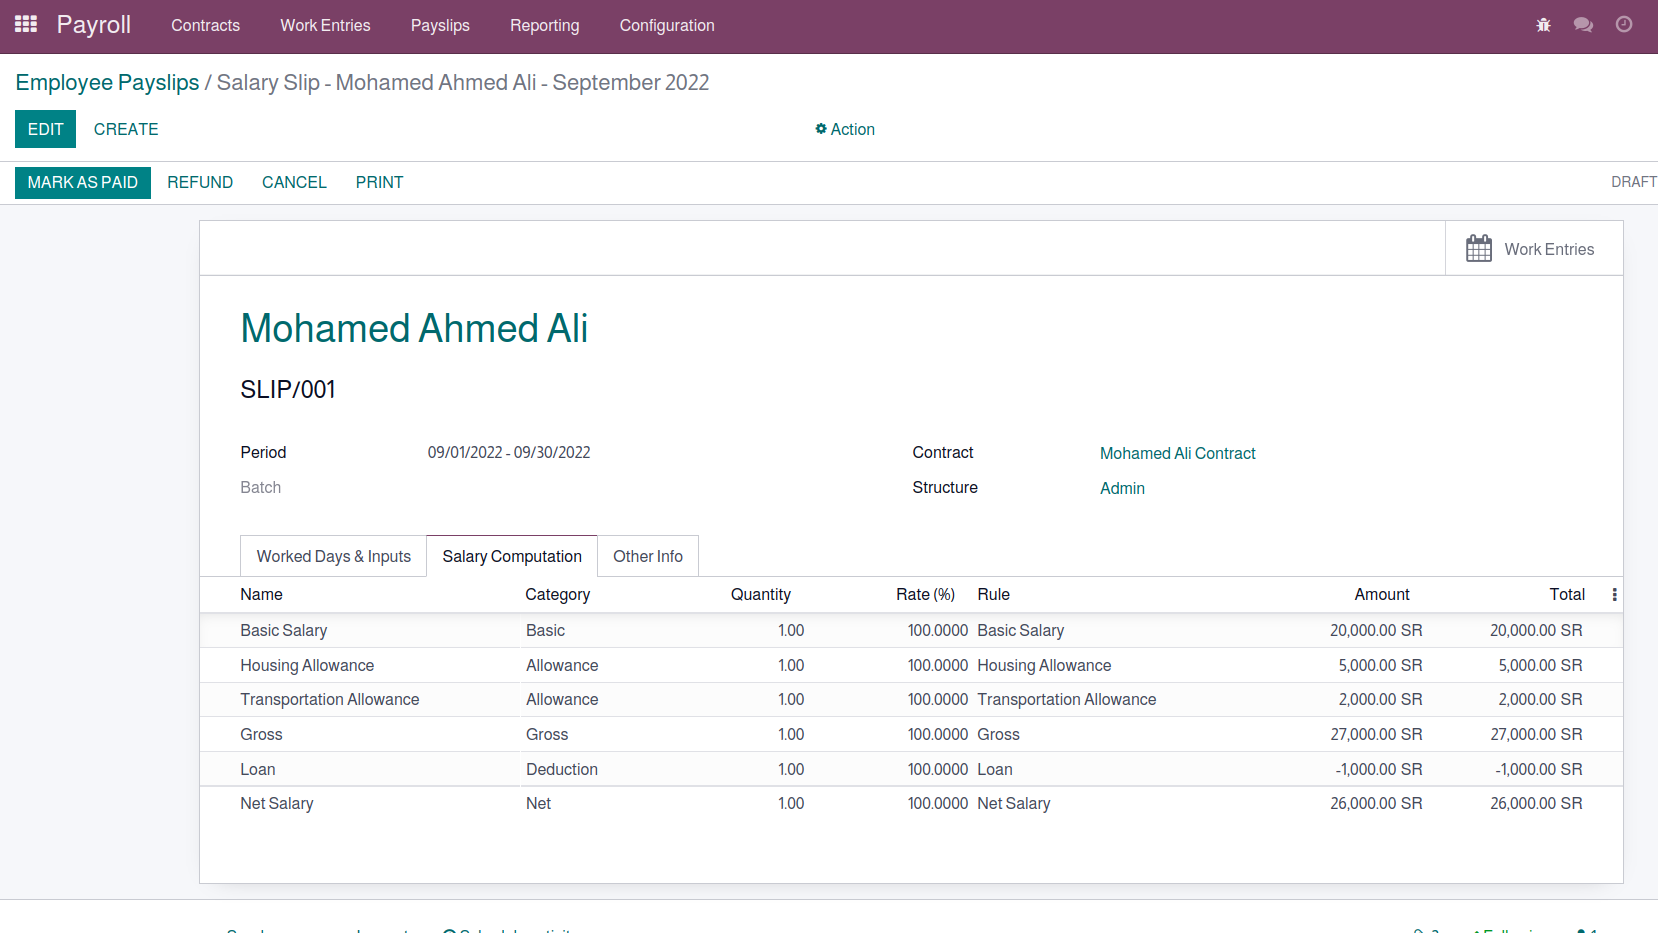 Payroll Contracts Work Entries Payslips Reporting Configuration
Employee Payslips / Salary Slip - Mohamed Ahmed Ali - September 2022
EDIT CREATE Action
MARK AS PAID REFUND CANCEL PRINT DRAFT
Work Entries
Mohamed Ahmed Ali
SLIP/001
Period 09/01/2022 - 09/30/2022 Contract Mohamed Ali Contract
Batch Structure Admin
Worked Days & Inputs Salary Computation Other Info
Name Category Quantity Rate (%) Rule Amount Total
Basic Salary Basic 1.00 100.0000 Basic Salary 20,000.00 SR 20,000.00 SR
Housing Allowance Allowance 1.00 100.0000 Housing Allowance 5,000.00 SR 5,000.00 SR
Transportation Allowance Allowance 1.00 100.0000 Transportation Allowance 2,000.00 SR 2,000.00 SR
Gross Gross 1.00 100.0000 Gross 27,000.00 SR 27,000.00 SR
Loan Deduction 1.00 100.0000 Loan -1,000.00 SR -1,000.00 SR
Net Salary Net 1.00 100.0000 Net Salary 26,000.00 SR 26,000.00 SR